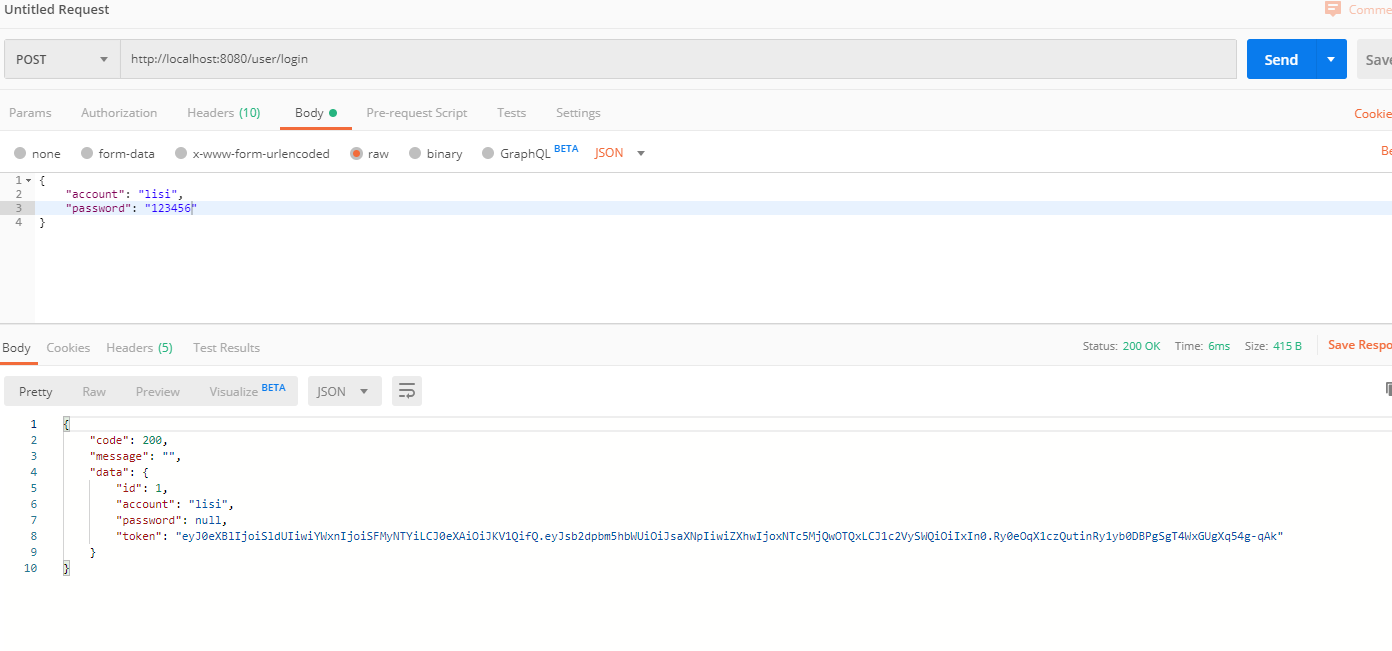 Untitled Request
Comme
POST
http://localhost:8080/user/login
Send
Save
Params Authorization Headers (10) Body Pre-request Script Tests Settings
Cookie
none form-data x-www-form-urlencoded raw binary GraphQL BETA JSON
Be
1 {
2 "account": "lisi",
3 "password": "123456"
4 }
Body Cookies Headers (5) Test Results
Status: 200 OK Time: 6ms Size: 415 B
Save Respo
Pretty Raw Preview Visualize BETA JSON
1 {
2 "code": 200,
3 "message": "",
4 "data": {
5 "id": 1,
6 "account": "lisi",
7 "password": null,
8 "token": "eyJ0eXBlIjoiSldUIiwiYWxnIjoiSFMyNTYiLCJ0eXAiOiJKV1QifQ.eyJsb2dpbm5hbWUiOiJsaXNpIiwiZXhwIjoxNTc5MjQwOTQxLCJ1c2VySWQiOiIxIn0.Ry0eOqX1czQutinRy1yb0DBPgSgT4WxGUgXq54g-qAk"
9 }
10 }